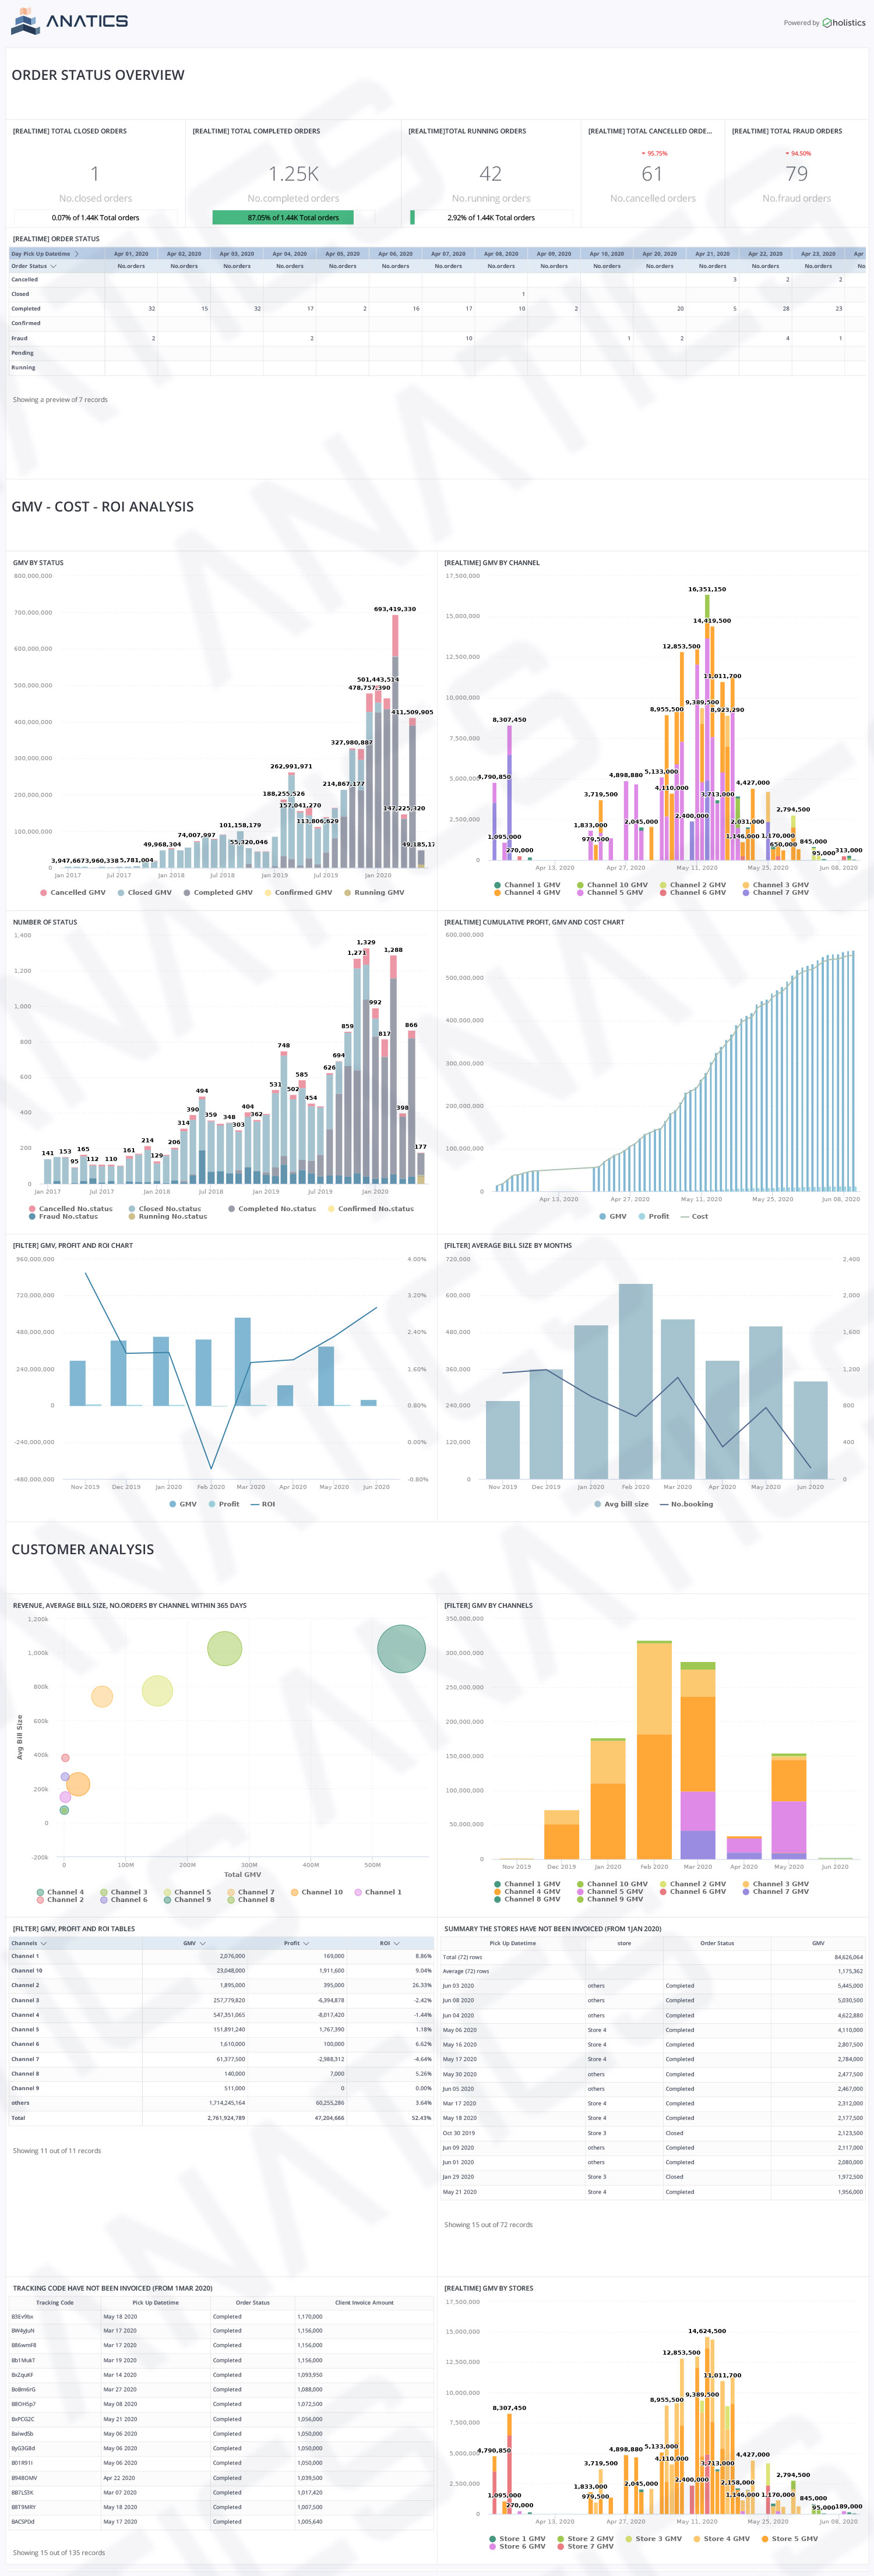 ANATICS
Powered by holistics
ORDER STATUS OVERVIEW
[REALTIME] TOTAL CLOSED ORDERS
1
No.closed orders
0.07% of 1.44K Total orders
[REALTIME] TOTAL COMPLETED ORDERS
1.25K
No.completed orders
87.05% of 1.44K Total orders
[REALTIME]TOTAL RUNNING ORDERS
42
No.running orders
2.92% of 1.44K Total orders
[REALTIME] TOTAL CANCELLED ORDE...
95.75%
61
No.cancelled orders
[REALTIME] TOTAL FRAUD ORDERS
94.50%
79
No.fraud orders
[REALTIME] ORDER STATUS
Day Pick Up Datetime Apr 01, 2020 Apr 02, 2020 Apr 03, 2020 Apr 04, 2020 Apr 05, 2020 Apr 06, 2020 Apr 07, 2020 Apr 08, 2020 Apr 09, 2020 Apr 10, 2020 Apr 20, 2020 Apr 21, 2020 Apr 22, 2020 Apr 23, 2020 Apr
Order Status No.orders No.orders No.orders No.orders No.orders No.orders No.orders No.orders No.orders No.orders No.orders No.orders No.orders No.orders No
Cancelled 3 2 2
Closed 1
Completed 32 15 32 17 2 16 17 10 2 20 5 28 23
Confirmed
Fraud 2 2 10 1 2 4 1
Pending
Running
Showing a preview of 7 records
GMV - COST - ROI ANALYSIS
GMV BY STATUS
800,000,000
700,000,000
600,000,000
500,000,000
400,000,000
300,000,000
200,000,000
100,000,000
0
693,419,330
501,443,514
478,757,390
411,509,905
327,980,887
262,991,971
214,867,177
188,255,526
157,041,270
147,225,320
113,806,629
101,158,179
74,007,997
55,320,046
49,968,304
3,947,667 3,960,338 5,781,004
Jan 2017 Jul 2017 Jan 2018 Jul 2018 Jan 2019 Jul 2019 Jan 2020
Cancelled GMV Closed GMV Completed GMV Confirmed GMV Running GMV
[REALTIME] GMV BY CHANNEL
17,500,000
15,000,000
12,500,000
10,000,000
7,500,000
5,000,000
2,500,000
0
16,351,150
14,419,500
12,853,500
11,011,700
9,389,500
8,955,500
8,923,290
8,307,450
5,133,000
4,898,880
4,790,850
4,427,000
4,110,000
3,719,500
3,713,000
2,794,500
2,400,000
2,045,000
2,031,000
1,833,000
1,146,000 1,170,000
1,095,000
979,500
845,000
650,000
313,000
270,000
95,000
Apr 13, 2020 Apr 27, 2020 May 11, 2020 May 25, 2020 Jun 08, 2020
Channel 1 GMV Channel 10 GMV Channel 2 GMV Channel 3 GMV
Channel 4 GMV Channel 5 GMV Channel 6 GMV Channel 7 GMV
NUMBER OF STATUS
1,400
1,200
1,000
800
600
400
200
0
141 153 95 165 112 110 161 214 129 206 314 390 494 359 348 303 404 362 531 748 502 585 454 626 694 859 1,271 1,329 992 817 1,288 398 866 177
Jan 2017 Jul 2017 Jan 2018 Jul 2018 Jan 2019 Jul 2019 Jan 2020
Cancelled No.status Closed No.status Completed No.status Confirmed No.status
Fraud No.status Running No.status
[REALTIME] CUMULATIVE PROFIT, GMV AND COST CHART
600,000,000
500,000,000
400,000,000
300,000,000
200,000,000
100,000,000
0
Apr 13, 2020 Apr 27, 2020 May 11, 2020 May 25, 2020 Jun 08, 2020
GMV Profit Cost
[FILTER] GMV, PROFIT AND ROI CHART
960,000,000 4.00%
720,000,000 3.20%
480,000,000 2.40%
240,000,000 1.60%
0 0.80%
-240,000,000 0.00%
-480,000,000 -0.80%
Nov 2019 Dec 2019 Jan 2020 Feb 2020 Mar 2020 Apr 2020 May 2020 Jun 2020
GMV Profit ROI
[FILTER] AVERAGE BILL SIZE BY MONTHS
720,000 2,400
600,000 2,000
480,000 1,600
360,000 1,200
240,000 800
120,000 400
0 0
Nov 2019 Dec 2019 Jan 2020 Feb 2020 Mar 2020 Apr 2020 May 2020 Jun 2020
Avg bill size No.booking
CUSTOMER ANALYSIS
REVENUE, AVERAGE BILL SIZE, NO.ORDERS BY CHANNEL WITHIN 365 DAYS
Avg Bill Size
1,200k
1,000k
800k
600k
400k
200k
0
-200k
0 100M 200M 300M 400M 500M
Total GMV
Channel 4 Channel 3 Channel 5 Channel 7 Channel 10 Channel 1
Channel 2 Channel 6 Channel 9 Channel 8
[FILTER] GMV BY CHANNELS
350,000,000
300,000,000
250,000,000
200,000,000
150,000,000
100,000,000
50,000,000
0
Nov 2019 Dec 2019 Jan 2020 Feb 2020 Mar 2020 Apr 2020 May 2020 Jun 2020
Channel 1 GMV Channel 10 GMV Channel 2 GMV Channel 3 GMV
Channel 4 GMV Channel 5 GMV Channel 6 GMV Channel 7 GMV
Channel 8 GMV Channel 9 GMV
[FILTER] GMV, PROFIT AND ROI TABLES
Channels GMV Profit ROI
Channel 1 2,076,000 169,000 8.86%
Channel 10 23,048,000 1,911,600 9.04%
Channel 2 1,895,000 395,000 26.33%
Channel 3 257,779,820 -6,394,878 -2.42%
Channel 4 547,351,065 -8,017,420 -1.44%
Channel 5 151,891,240 1,767,390 1.18%
Channel 6 1,610,000 100,000 6.62%
Channel 7 61,377,500 -2,988,312 -4.64%
Channel 8 140,000 7,000 5.26%
Channel 9 511,000 0 0.00%
others 1,714,245,164 60,255,286 3.64%
Total 2,761,924,789 47,204,666 52.43%
Showing 11 out of 11 records
SUMMARY THE STORES HAVE NOT BEEN INVOICED (FROM 1JAN 2020)
Pick Up Datetime store Order Status GMV
Total (72) rows 84,626,064
Average (72) rows 1,175,362
Jun 03 2020 others Completed 5,445,000
Jun 08 2020 others Completed 5,030,500
Jun 04 2020 others Completed 4,622,880
May 06 2020 Store 4 Completed 4,110,000
May 16 2020 Store 4 Completed 2,807,500
May 17 2020 Store 4 Completed 2,784,000
May 30 2020 others Completed 2,477,500
Jun 05 2020 others Completed 2,467,000
Mar 17 2020 Store 4 Completed 2,312,000
May 18 2020 Store 4 Completed 2,177,500
Oct 30 2019 Store 3 Closed 2,123,500
Jun 09 2020 others Completed 2,117,000
Jun 01 2020 others Completed 2,080,000
Jan 29 2020 Store 3 Closed 1,972,500
May 21 2020 Store 4 Completed 1,956,000
Showing 15 out of 72 records
TRACKING CODE HAVE NOT BEEN INVOICED (FROM 1MAR 2020)
Tracking Code Pick Up Datetime Order Status Client Invoice Amount
B3Ev9bx May 18 2020 Completed 1,170,000
BW4yjuN Mar 17 2020 Completed 1,156,000
B86wmF8 Mar 17 2020 Completed 1,156,000
Bb1MukT Mar 19 2020 Completed 1,156,000
Bx2quKF Mar 14 2020 Completed 1,093,950
BoBm6rG Mar 27 2020 Completed 1,088,000
B8OHSp7 May 08 2020 Completed 1,072,500
BxPCG2C May 21 2020 Completed 1,056,000
BaIwdSb May 06 2020 Completed 1,050,000
ByG3G8d May 06 2020 Completed 1,050,000
B01R91i May 06 2020 Completed 1,050,000
B948OMV Apr 22 2020 Completed 1,039,500
BB7LS3K Mar 07 2020 Completed 1,017,420
B8T9MRY May 18 2020 Completed 1,007,500
BACSPDd May 17 2020 Completed 1,005,640
Showing 15 out of 135 records
[REALTIME] GMV BY STORES
17,500,000
15,000,000
12,500,000
10,000,000
7,500,000
5,000,000
2,500,000
0
14,624,500
12,853,500
11,011,700
9,389,500
8,955,500
8,307,450
5,133,000
4,898,880
4,790,850
4,427,000
4,110,000
3,719,500
3,713,000
2,794,500
2,400,000
2,158,000
2,045,000
1,833,000
1,146,000 1,170,000
1,095,000
979,500
845,000
270,000
95,000 189,000
Apr 13, 2020 Apr 27, 2020 May 11, 2020 May 25, 2020 Jun 08, 2020
Store 1 GMV Store 2 GMV Store 3 GMV Store 4 GMV Store 5 GMV
Store 6 GMV Store 7 GMV